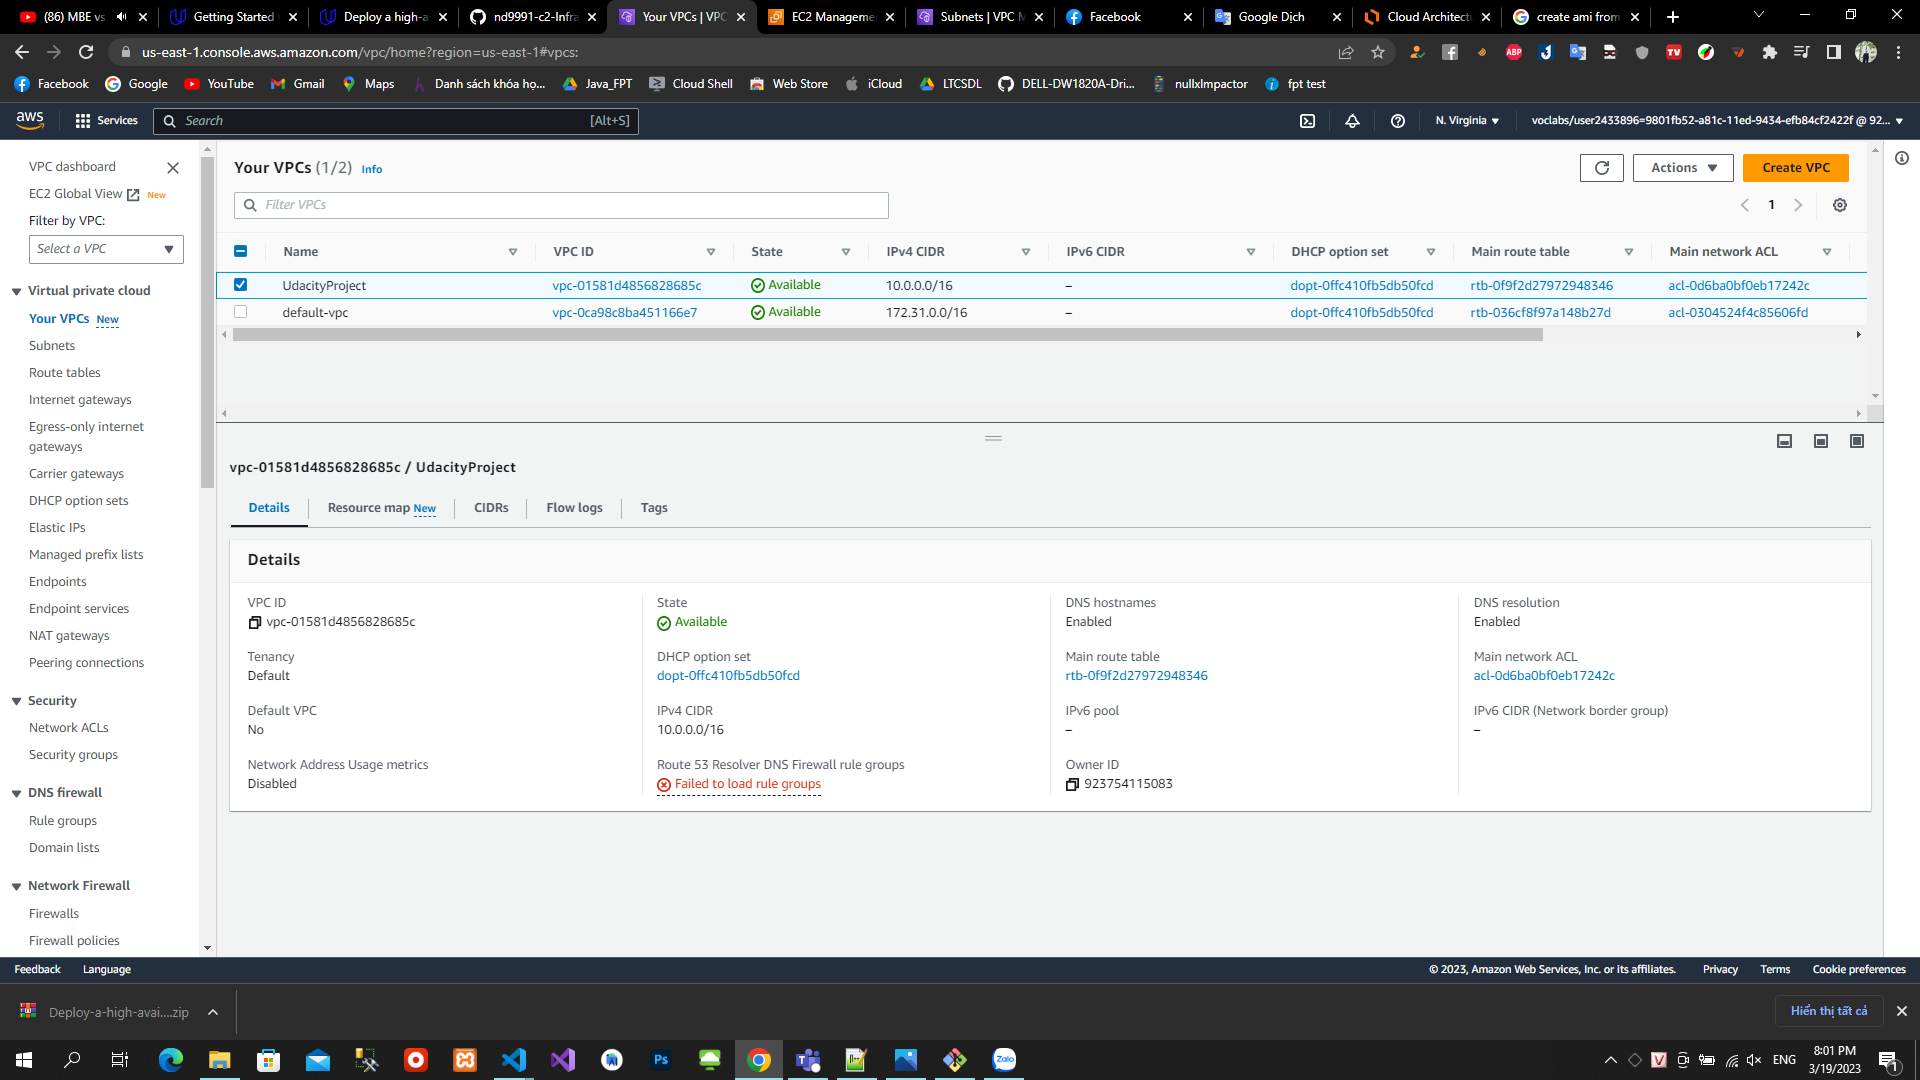 (86) MBE vs
Getting Started
Deploy a high-a
nd9991-c2-Infra
Your VPCs | VPC
EC2 Manageme
Subnets | VPC M
Facebook
Google Dịch
Cloud Architect
create ami from
us-east-1.console.aws.amazon.com/vpc/home?region=us-east-1#vpcs:
Facebook
Google
YouTube
Gmail
Maps
Danh sách khóa họ...
Java_FPT
Cloud Shell
Web Store
iCloud
LTCSDL
DELL-DW1820A-Dri...
nullxImpactor
fpt test
aws
Services
Search
[Alt+S]
N. Virginia
voclabs/user2433896=9801fb52-a81c-11ed-9434-efb84cf2422f @ 92...
VPC dashboard
EC2 Global View New
Filter by VPC:
Select a VPC
Virtual private cloud
Your VPCs New
Subnets
Route tables
Internet gateways
Egress-only internet
gateways
Carrier gateways
DHCP option sets
Elastic IPs
Managed prefix lists
Endpoints
Endpoint services
NAT gateways
Peering connections
Security
Network ACLs
Security groups
DNS firewall
Rule groups
Domain lists
Network Firewall
Firewalls
Firewall policies
Your VPCs (1/2) Info
Actions
Create VPC
Filter VPCs
1
Name VPC ID State IPv4 CIDR IPv6 CIDR DHCP option set Main route table Main network ACL
UdacityProject vpc-01581d4856828685c Available 10.0.0.0/16 – dopt-0ffc410fb5db50fcd rtb-0f9f2d27972948346 acl-0d6ba0bf0eb17242c
default-vpc vpc-0ca98c8ba451166e7 Available 172.31.0.0/16 – dopt-0ffc410fb5db50fcd rtb-036cf8f97a148b27d acl-0304524f4c85606fd
vpc-01581d4856828685c / UdacityProject
Details
Resource map New
CIDRs
Flow logs
Tags
Details
VPC ID
vpc-01581d4856828685c
State
Available
DNS hostnames
Enabled
DNS resolution
Enabled
Tenancy
Default
DHCP option set
dopt-0ffc410fb5db50fcd
Main route table
rtb-0f9f2d27972948346
Main network ACL
acl-0d6ba0bf0eb17242c
Default VPC
No
IPv4 CIDR
10.0.0.0/16
IPv6 pool
–
IPv6 CIDR (Network border group)
–
Network Address Usage metrics
Disabled
Route 53 Resolver DNS Firewall rule groups
Failed to load rule groups
Owner ID
923754115083
Feedback
Language
© 2023, Amazon Web Services, Inc. or its affiliates.
Privacy
Terms
Cookie preferences
Deploy-a-high-avai....zip
Hiển thị tất cả
Ps
Zalo
ENG
8:01 PM
3/19/2023
1